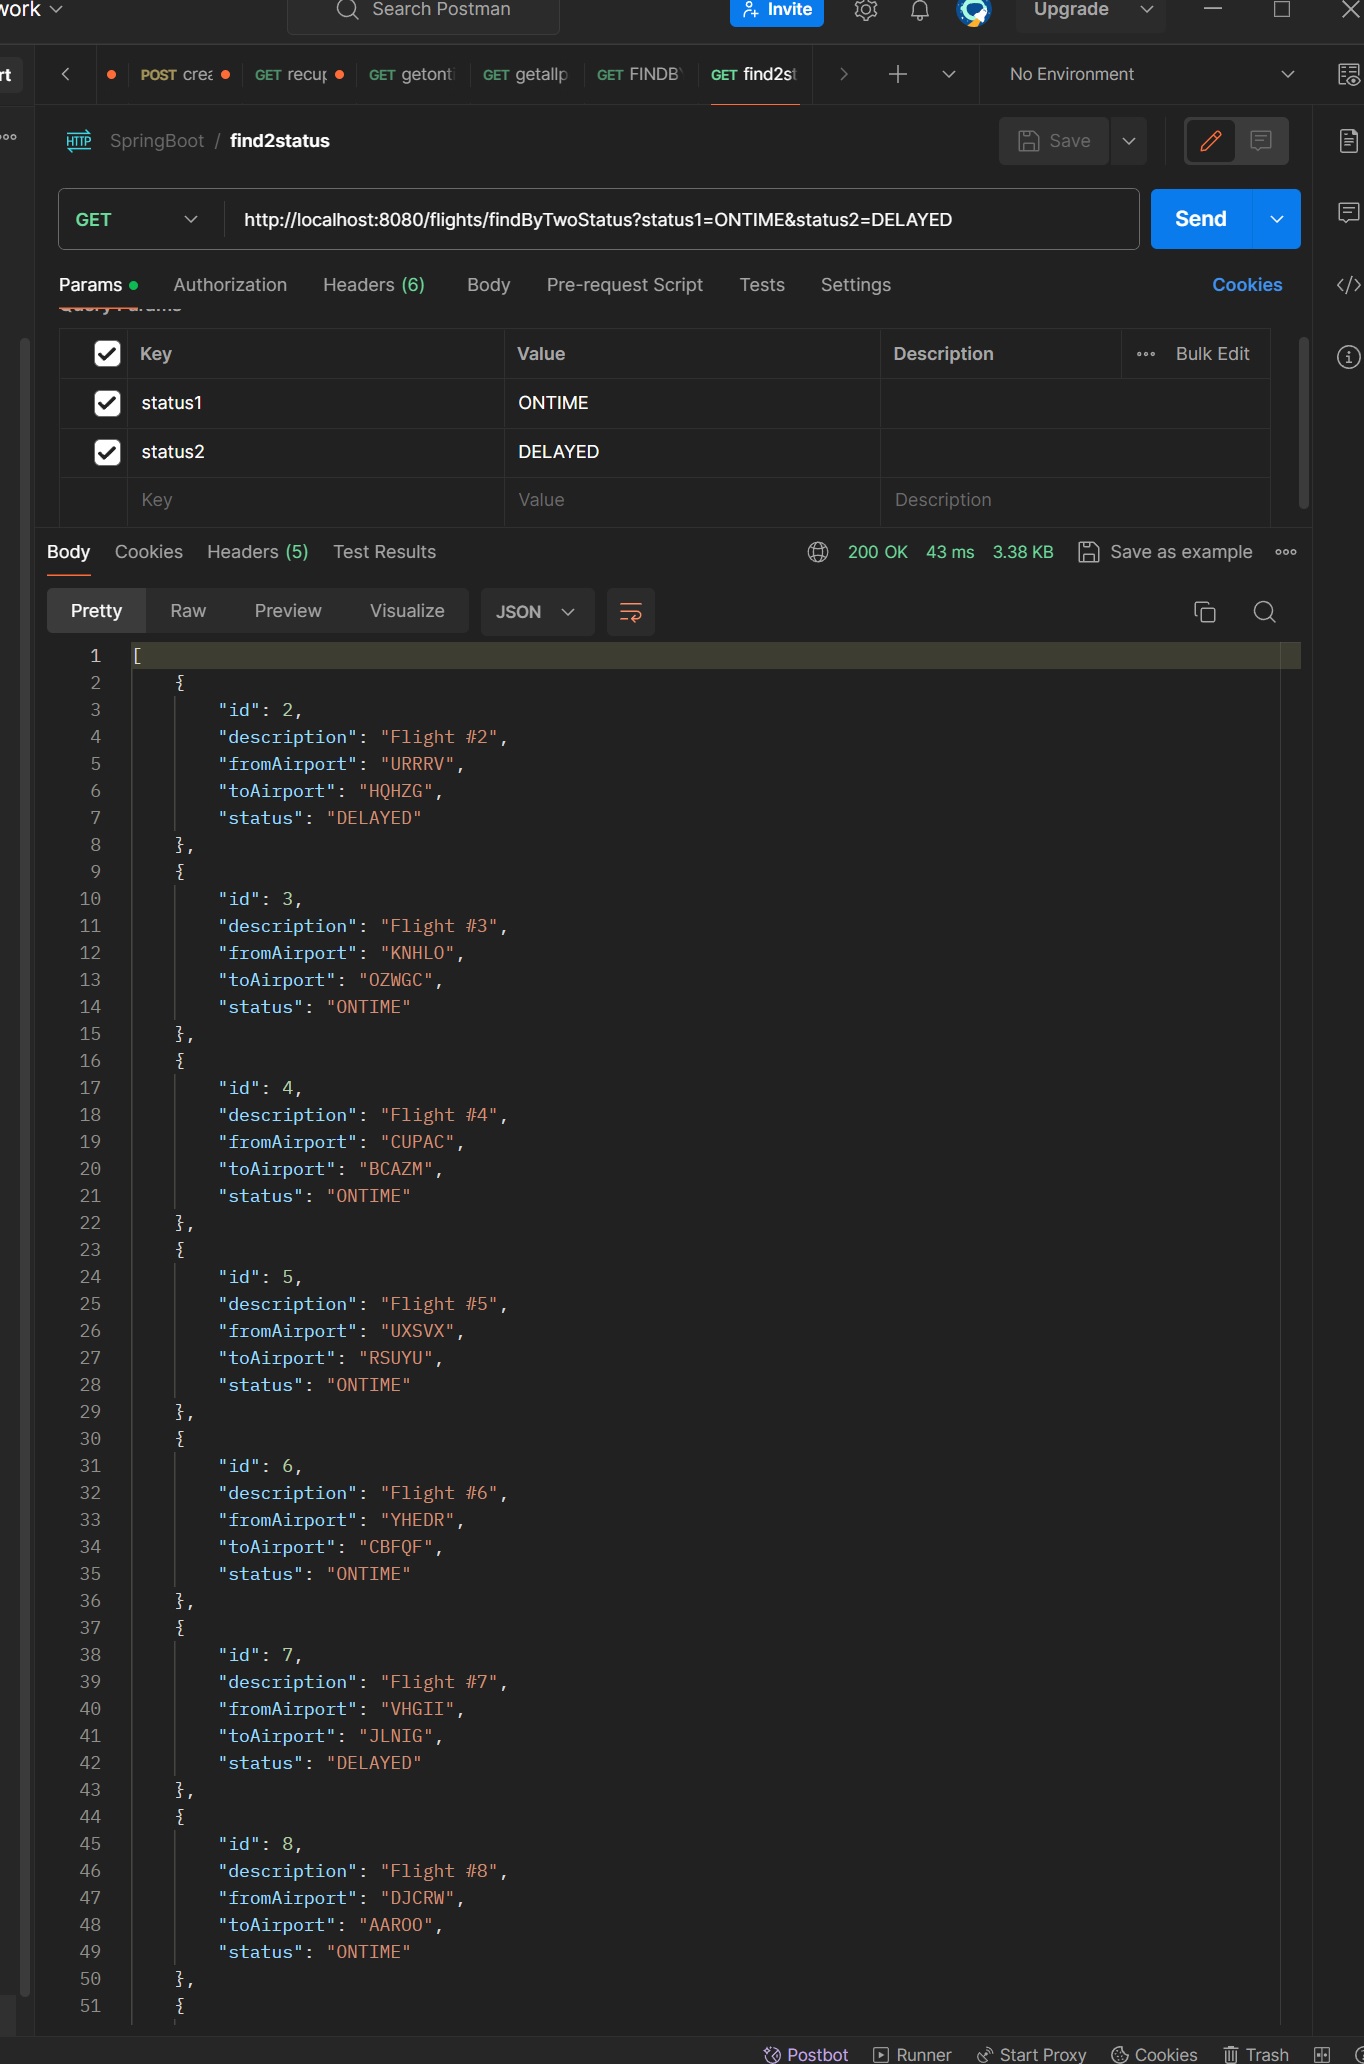 work
Search Postman
Invite
Upgrade
rt
POST crea
GET recup
GET getonti
GET getallp
GET FINDBY
GET find2st
No Environment
SpringBoot / find2status
Save
GET http://localhost:8080/flights/findByTwoStatus?status1=ONTIME&status2=DELAYED
Send
Params Authorization Headers (6) Body Pre-request Script Tests Settings Cookies
Query Params
Key Value Description Bulk Edit
status1 ONTIME
status2 DELAYED
Key Value Description
Body Cookies Headers (5) Test Results 200 OK 43 ms 3.38 KB Save as example
Pretty Raw Preview Visualize JSON
1 [
2 {
3 "id": 2,
4 "description": "Flight #2",
5 "fromAirport": "URRRV",
6 "toAirport": "HQHZG",
7 "status": "DELAYED"
8 },
9 {
10 "id": 3,
11 "description": "Flight #3",
12 "fromAirport": "KNHLO",
13 "toAirport": "OZWGC",
14 "status": "ONTIME"
15 },
16 {
17 "id": 4,
18 "description": "Flight #4",
19 "fromAirport": "CUPAC",
20 "toAirport": "BCAZM",
21 "status": "ONTIME"
22 },
23 {
24 "id": 5,
25 "description": "Flight #5",
26 "fromAirport": "UXSVX",
27 "toAirport": "RSUYU",
28 "status": "ONTIME"
29 },
30 {
31 "id": 6,
32 "description": "Flight #6",
33 "fromAirport": "YHEDR",
34 "toAirport": "CBFQF",
35 "status": "ONTIME"
36 },
37 {
38 "id": 7,
39 "description": "Flight #7",
40 "fromAirport": "VHGII",
41 "toAirport": "JLNIG",
42 "status": "DELAYED"
43 },
44 {
45 "id": 8,
46 "description": "Flight #8",
47 "fromAirport": "DJCRW",
48 "toAirport": "AAROO",
49 "status": "ONTIME"
50 },
51 {
Postbot Runner Start Proxy Cookies Trash